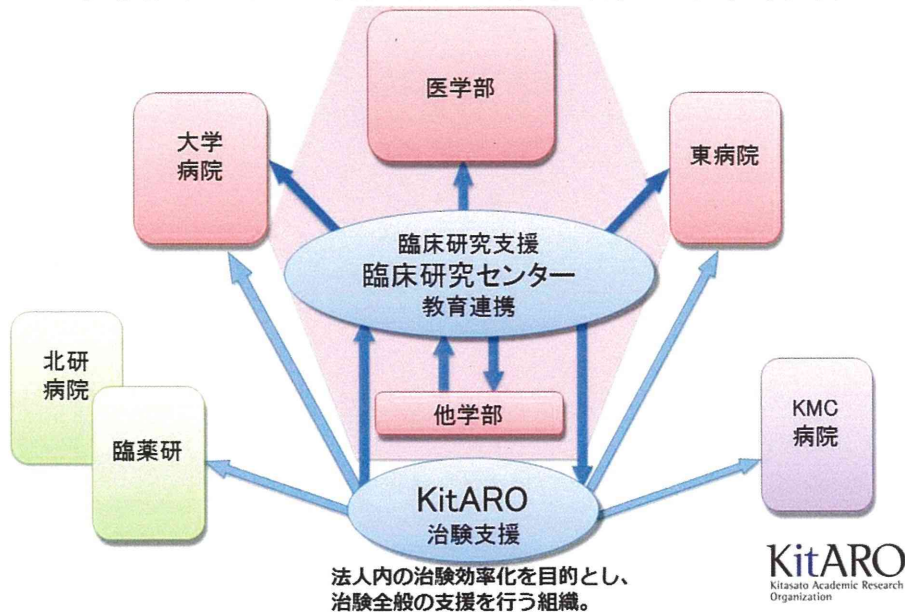 医学部
大学
病院
東病院
臨床研究支援
臨床研究センター
教育連携
北研
病院
臨薬研
他学部
KMC
病院
KitARO
治験支援
法人内の治験効率化を目的とし、
治験全般の支援を行う組織。
KitARO
Kitasato Academic Research
Organization